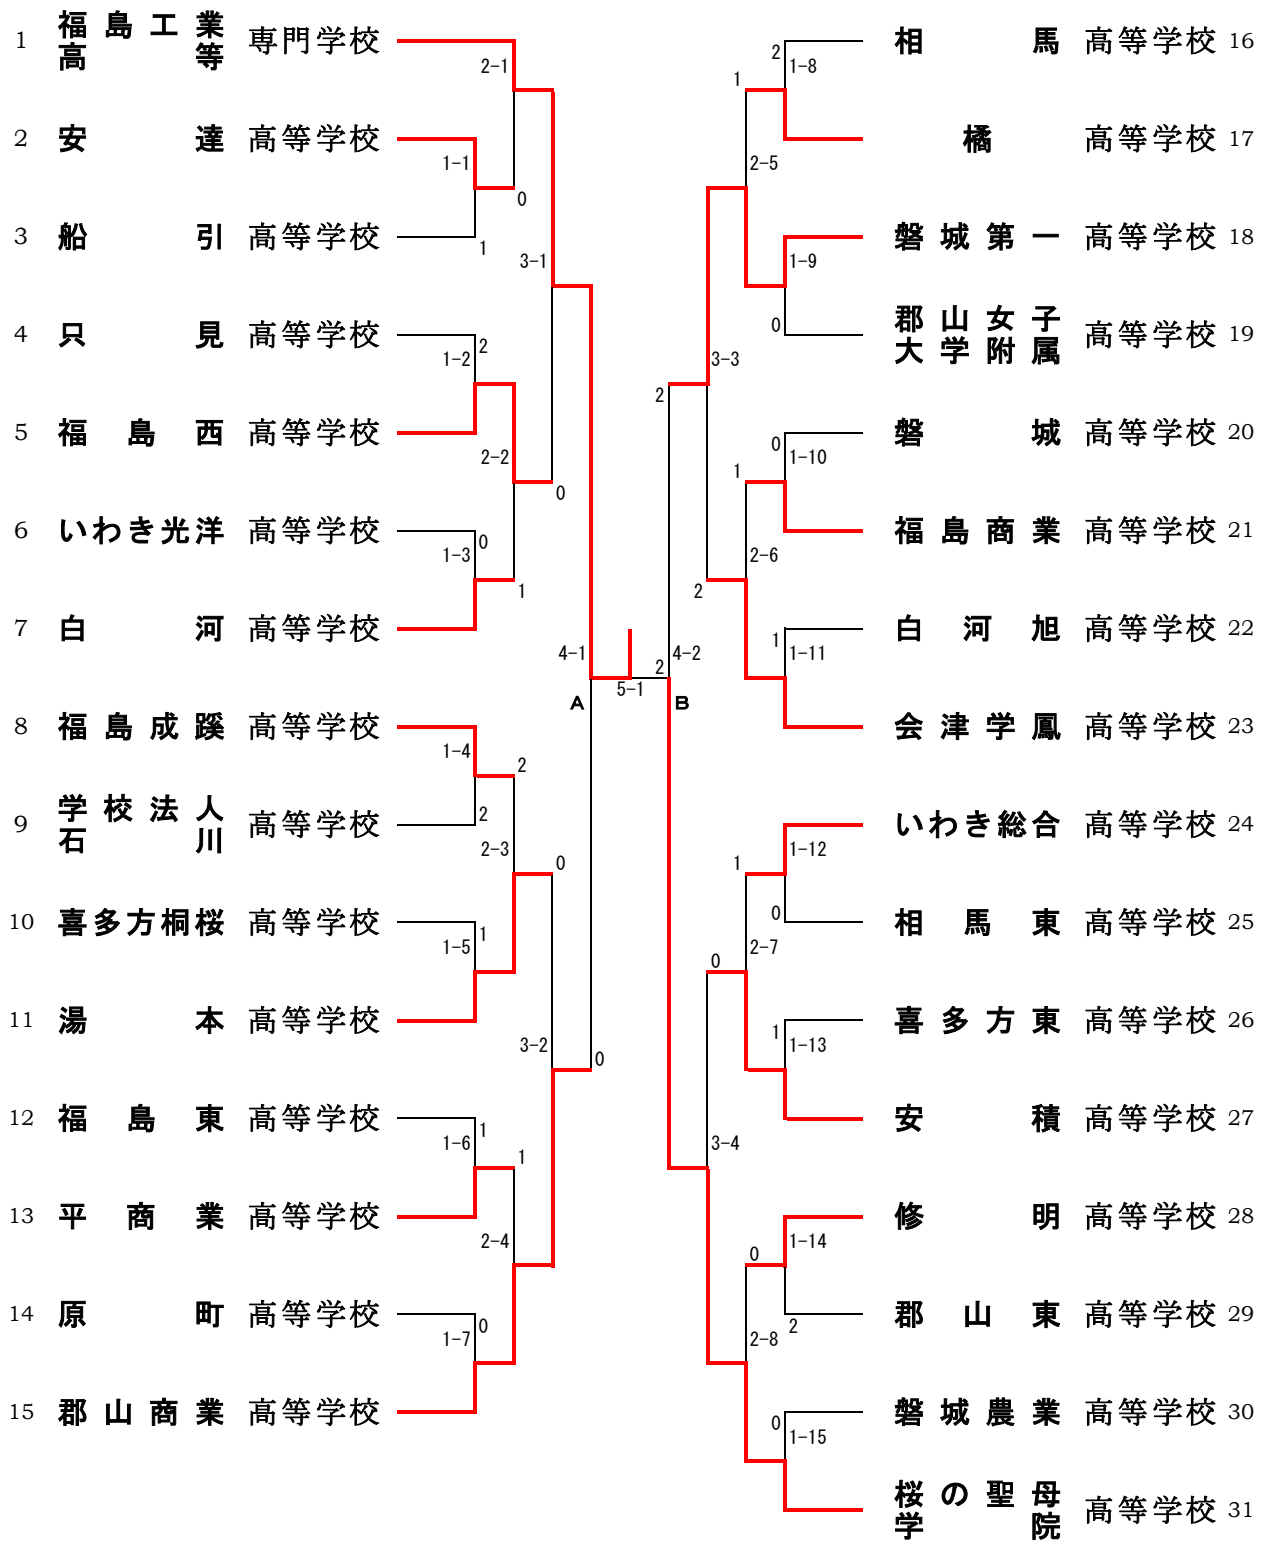 1 福島工業高等 専門学校
2 安達 高等学校
3 船引 高等学校
4 只見 高等学校
5 福島西 高等学校
6 いわき光洋 高等学校
7 白河 高等学校
8 福島成蹊 高等学校
9 学校法人石川 高等学校
10 喜多方桐桜 高等学校
11 湯本 高等学校
12 福島東 高等学校
13 平商業 高等学校
14 原町 高等学校
15 郡山商業 高等学校
2-1
1-1
0
1
3-1
2
1-2
2-2
0
0
1-3
1
4-1
A
1-4
2
2
2-3
0
1
1-5
3-2
0
1
1-6
1
2-4
0
1-7
5-1
2
2
4-2
B
2
1-8
1
2-5
1-9
0
3-3
0
1-10
1
2-6
2
1
1-11
1-12
1
0
2-7
0
1
1-13
3-4
1-14
0
2
2-8
0
1-15
相馬 高等学校 16
橘 高等学校 17
磐城第一 高等学校 18
郡山女子大学附属 高等学校 19
磐城 高等学校 20
福島商業 高等学校 21
白河旭 高等学校 22
会津学鳳 高等学校 23
いわき総合 高等学校 24
相馬東 高等学校 25
喜多方東 高等学校 26
安積 高等学校 27
修明 高等学校 28
郡山東 高等学校 29
磐城農業 高等学校 30
桜の聖母学院 高等学校 31